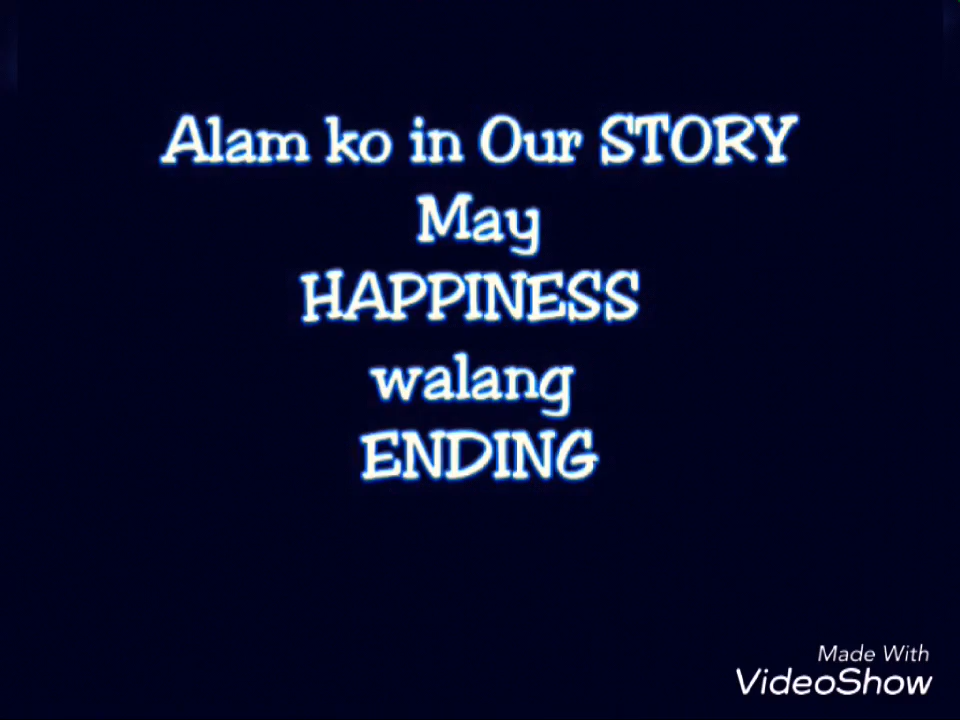 Alam ko in Our STORY
May
HAPPINESS
walang
ENDING
Made With
VideoShow